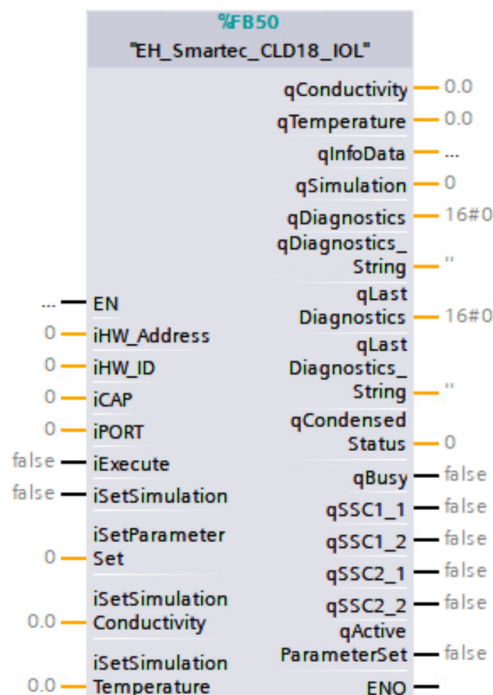 %FB50
"EH_Smartec_CLD18_IOL"
qConductivity 0.0
qTemperature 0.0
qInfoData ...
qSimulation 0
qDiagnostics 16#0
qDiagnostics_
String ''
... EN
qLast
Diagnostics 16#0
0 iHW_Address
qLast
Diagnostics_
String ''
0 iHW_ID
0 iCAP
0 iPORT
qCondensed
Status 0
false iExecute
qBusy false
false iSetSimulation
qSSC1_1 false
iSetParameter
0 Set
qSSC1_2 false
qSSC2_1 false
iSetSimulation
0.0 Conductivity
qSSC2_2 false
qActive
ParameterSet false
iSetSimulation
0.0 Temperature
ENO